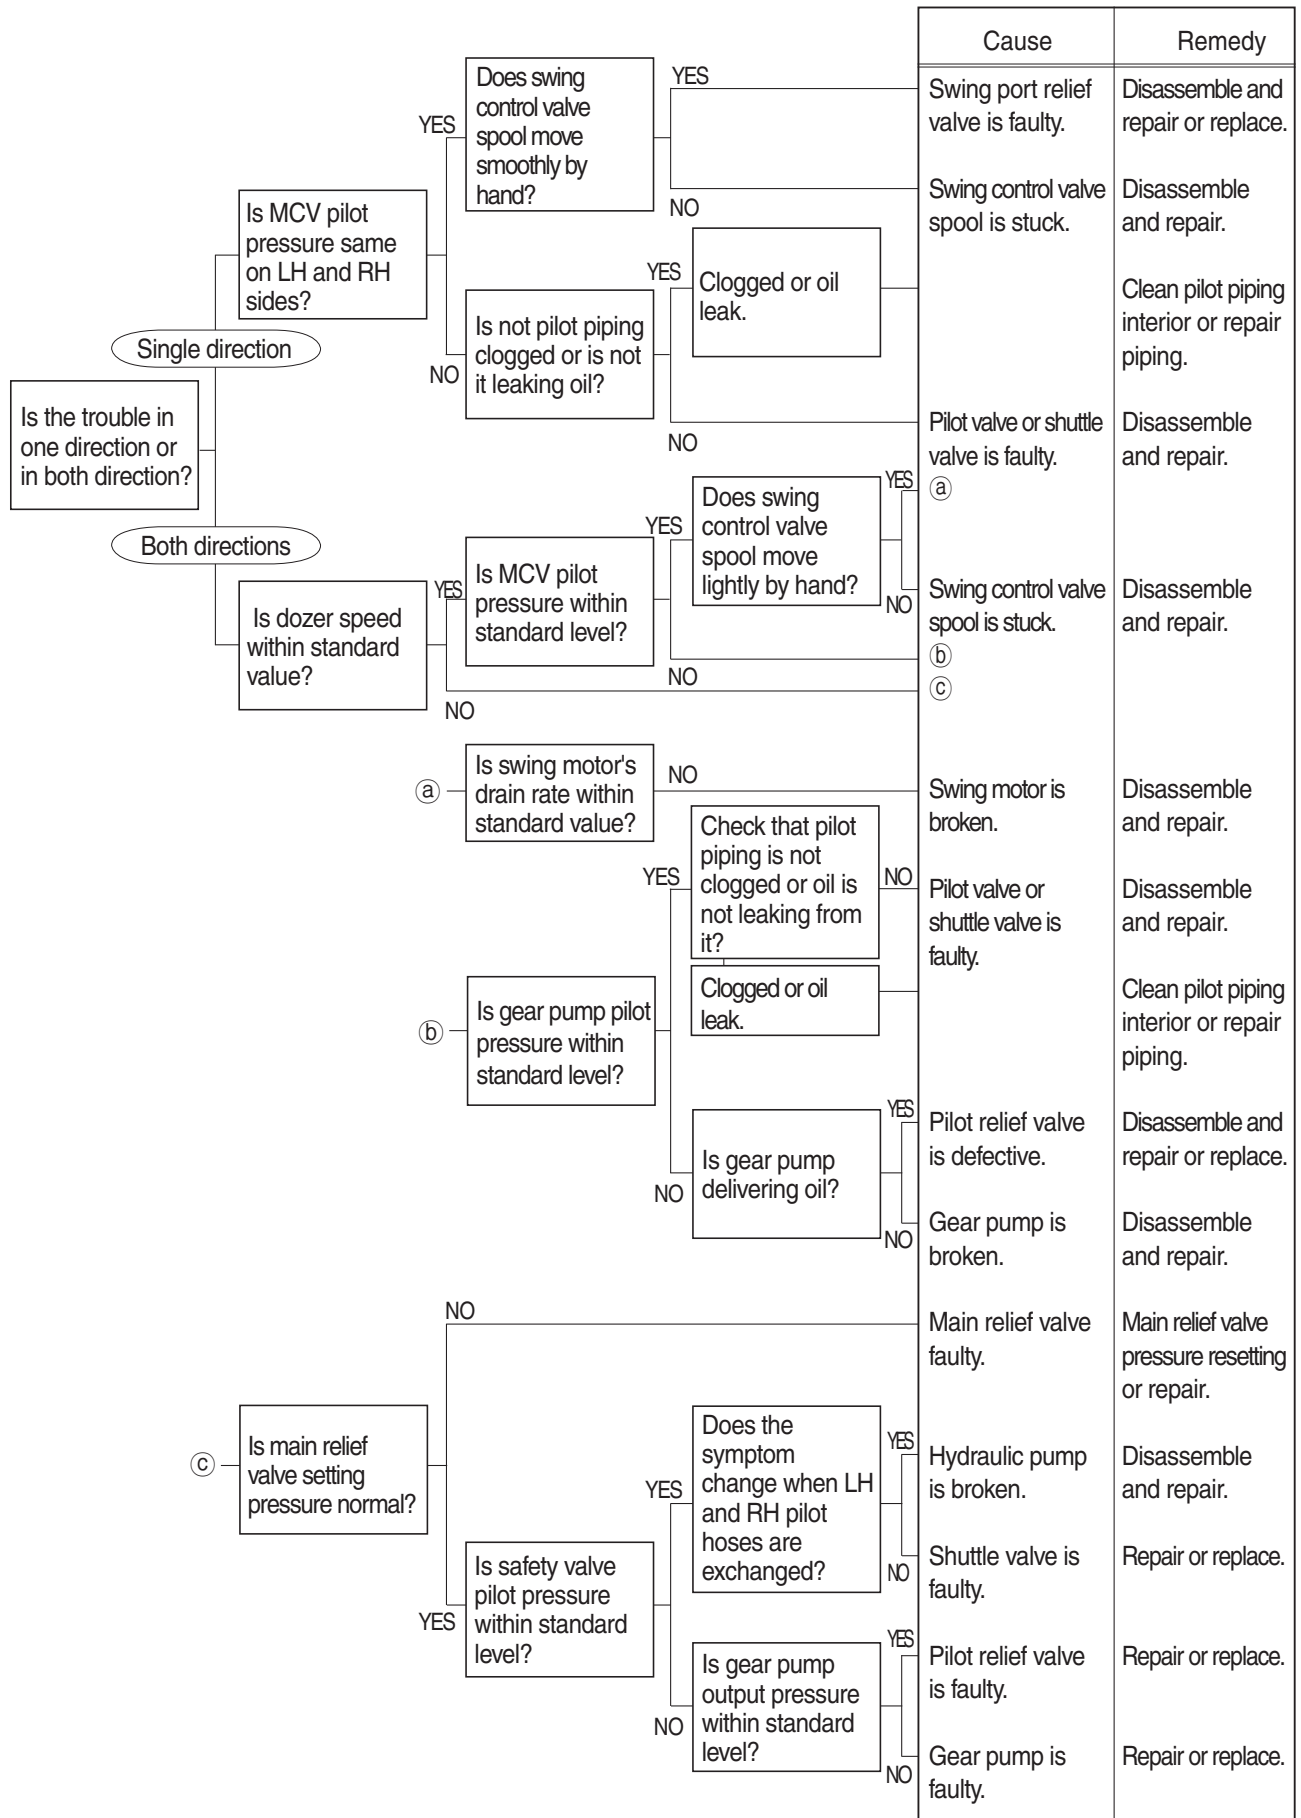 Cause
Remedy
Does swing
control valve
spool move
smoothly by
hand?
YES
YES
NO
Swing port relief
valve is faulty.
Disassemble and
repair or replace.
Swing control valve
spool is stuck.
Disassemble
and repair.
Is MCV pilot
pressure same
on LH and RH
sides?
Is not pilot piping
clogged or is not
it leaking oil?
NO
YES
NO
Clogged or oil
leak.
Clean pilot piping
interior or repair
piping.
Pilot valve or shuttle
valve is faulty.
Disassemble
and repair.
Single direction
Is the trouble in
one direction or
in both direction?
Both directions
Is dozer speed
within standard
value?
YES
NO
Is MCV pilot
pressure within
standard level?
YES
NO
Does swing
control valve
spool move
lightly by hand?
YES
NO
ⓐ
Swing control valve
spool is stuck.
Disassemble
and repair.
ⓑ
ⓒ
ⓐ
Is swing motor's
drain rate within
standard value?
NO
Swing motor is
broken.
Disassemble
and repair.
ⓑ
Is gear pump pilot
pressure within
standard level?
YES
NO
Check that pilot
piping is not
clogged or oil is
not leaking from
it?
NO
Pilot valve or
shuttle valve is
faulty.
Disassemble
and repair.
Clogged or oil
leak.
Clean pilot piping
interior or repair
piping.
Is gear pump
delivering oil?
YES
NO
Pilot relief valve
is defective.
Disassemble and
repair or replace.
Gear pump is
broken.
Disassemble
and repair.
ⓒ
Is main relief
valve setting
pressure normal?
NO
YES
Main relief valve
faulty.
Main relief valve
pressure resetting
or repair.
Is safety valve
pilot pressure
within standard
level?
YES
NO
Does the
symptom
change when LH
and RH pilot
hoses are
exchanged?
YES
NO
Hydraulic pump
is broken.
Disassemble
and repair.
Shuttle valve is
faulty.
Repair or replace.
Is gear pump
output pressure
within standard
level?
YES
NO
Pilot relief valve
is faulty.
Repair or replace.
Gear pump is
faulty.
Repair or replace.